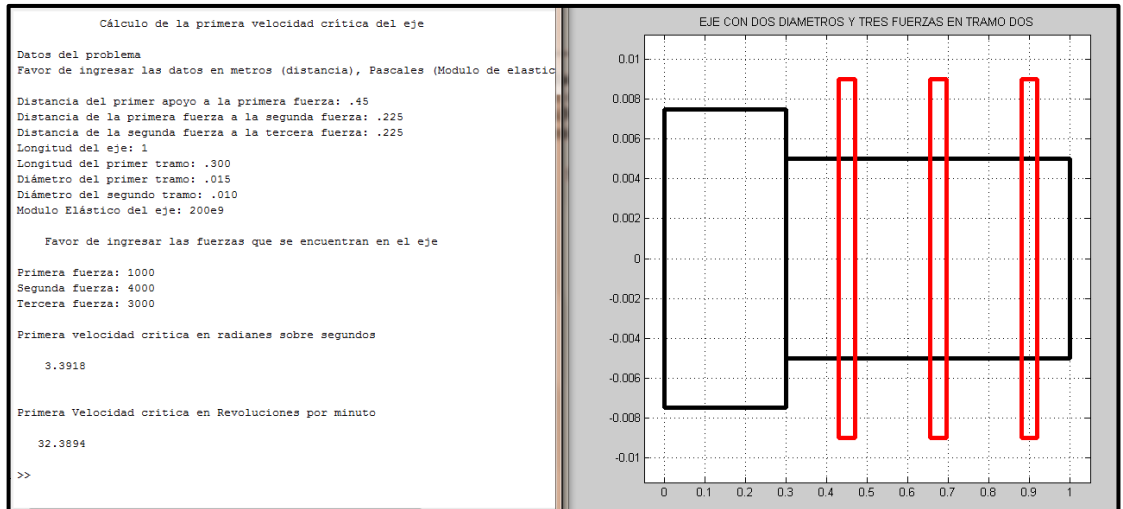 Cálculo de la primera velocidad crítica del eje
Datos del problema
Favor de ingresar las datos en metros (distancia), Pascales (Modulo de elastic
Distancia del primer apoyo a la primera fuerza: .45
Distancia de la primera fuerza a la segunda fuerza: .225
Distancia de la segunda fuerza a la tercera fuerza: .225
Longitud del eje: 1
Longitud del primer tramo: .300
Diámetro del primer tramo: .015
Diámetro del segundo tramo: .010
Modulo Elástico del eje: 200e9
Favor de ingresar las fuerzas que se encuentran en el eje
Primera fuerza: 1000
Segunda fuerza: 4000
Tercera fuerza: 3000
Primera velocidad critica en radianes sobre segundos
3.3918
Primera Velocidad critica en Revoluciones por minuto
32.3894
>>
EJE CON DOS DIAMETROS Y TRES FUERZAS EN TRAMO DOS
0.01
0.008
0.006
0.004
0.002
0
-0.002
-0.004
-0.006
-0.008
-0.01
0 0.1 0.2 0.3 0.4 0.5 0.6 0.7 0.8 0.9 1